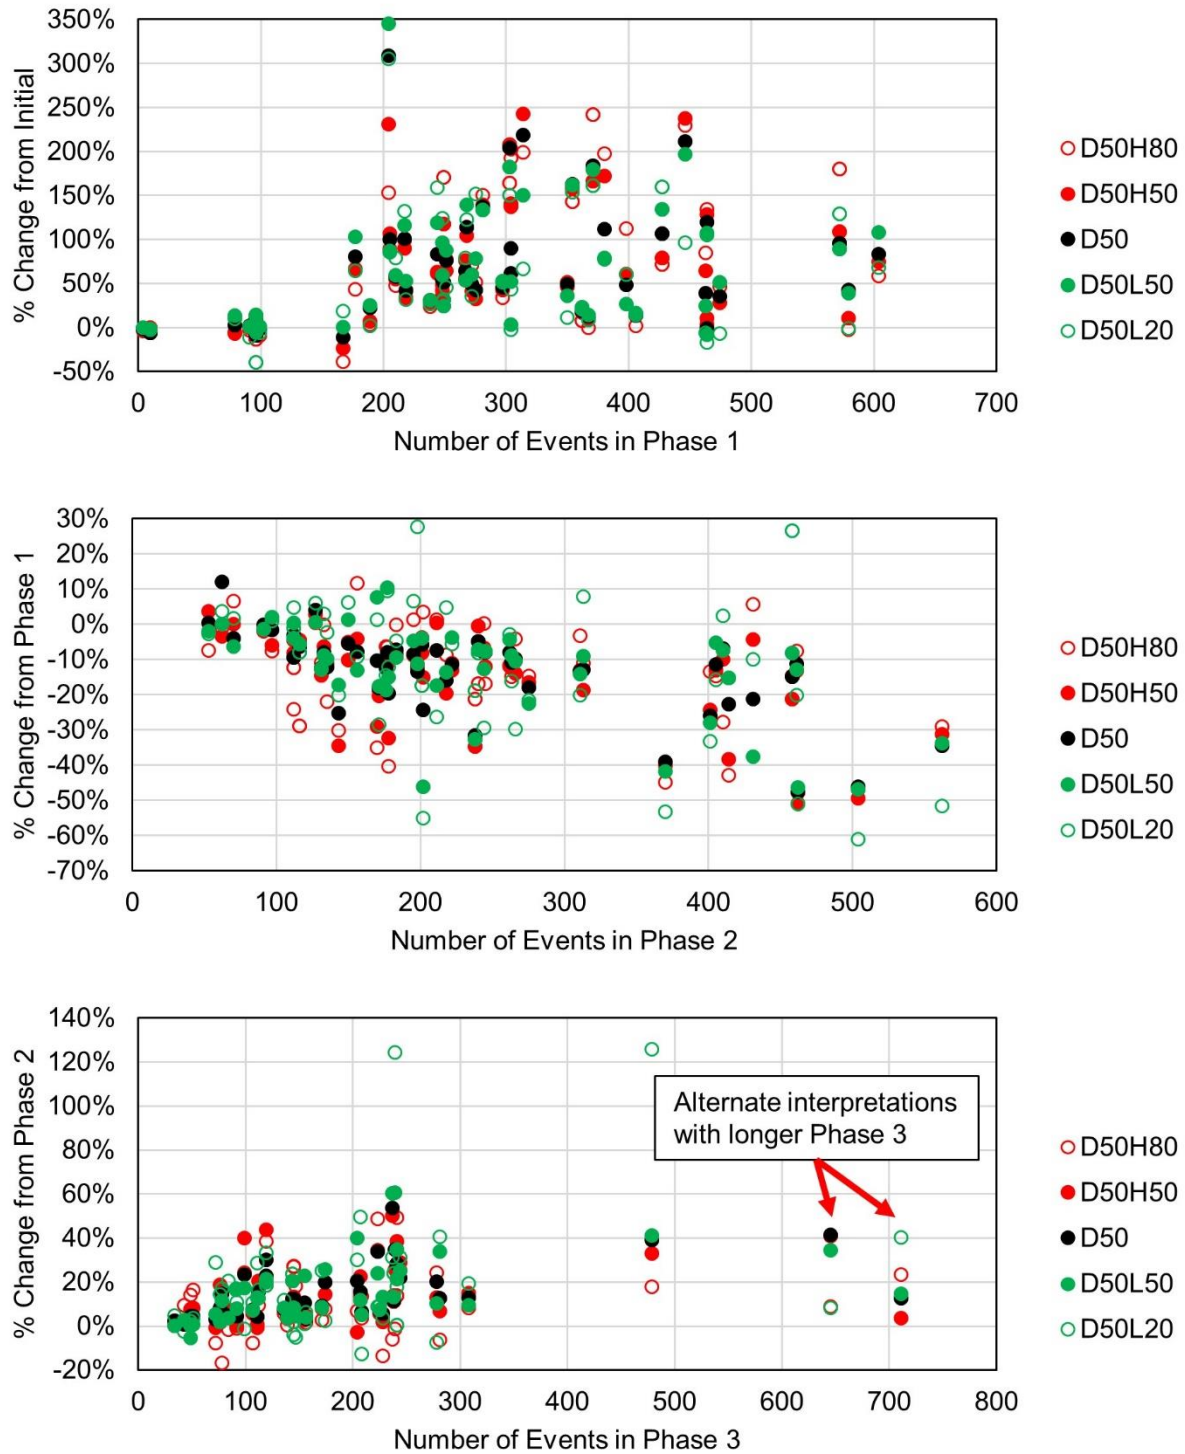 350%
300%
250%
200%
150%
100%
50%
0%
-50%
% Change from Initial
0 100 200 300 400 500 600 700
Number of Events in Phase 1
D50H80
D50H50
D50
D50L50
D50L20
30%
20%
10%
0%
-10%
-20%
-30%
-40%
-50%
-60%
-70%
% Change from Phase 1
0 100 200 300 400 500 600
Number of Events in Phase 2
D50H80
D50H50
D50
D50L50
D50L20
140%
120%
100%
80%
60%
40%
20%
0%
-20%
% Change from Phase 2
Alternate interpretations
with longer Phase 3
0 100 200 300 400 500 600 700 800
Number of Events in Phase 3
D50H80
D50H50
D50
D50L50
D50L20